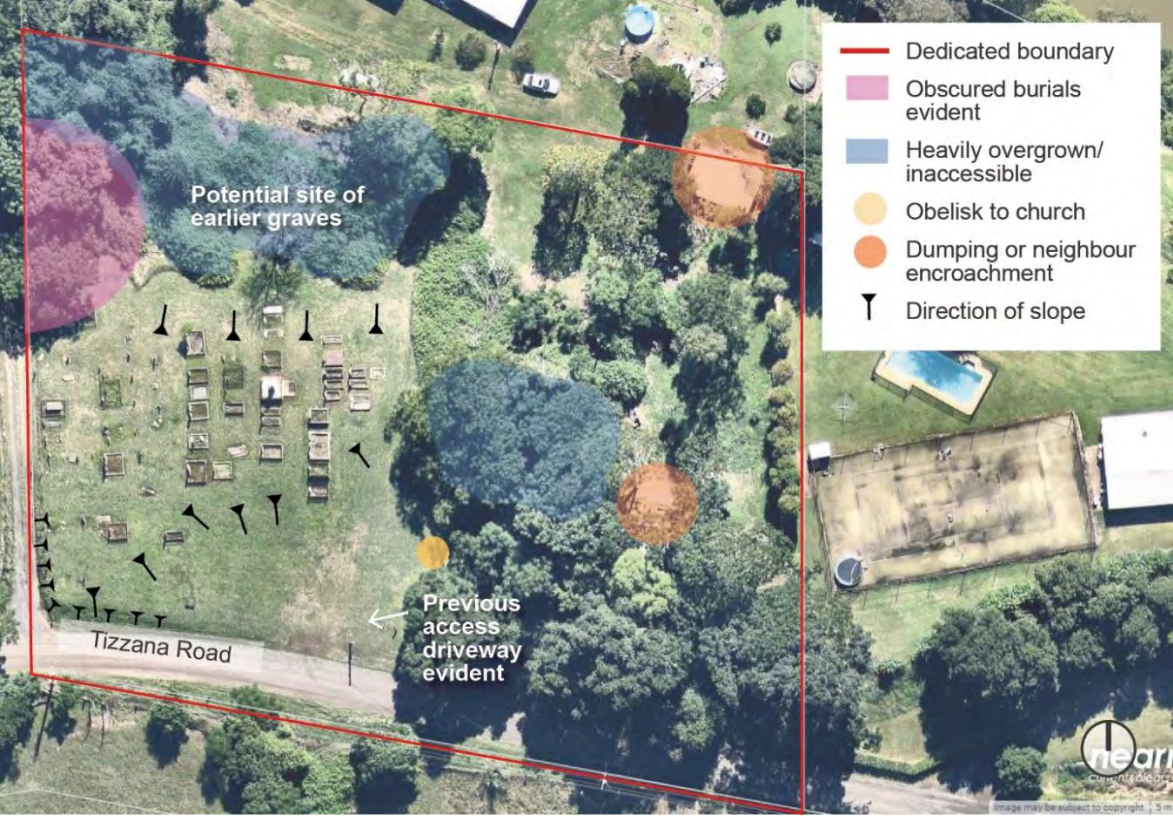 Dedicated boundary
Obscured burials
evident
Heavily overgrown/
inaccessible
Obelisk to church
Dumping or neighbour
encroachment
Direction of slope
Potential site of
earlier graves
Previous
access
driveway
evident
Tizzana Road
Image may be subject to copyright
5 m